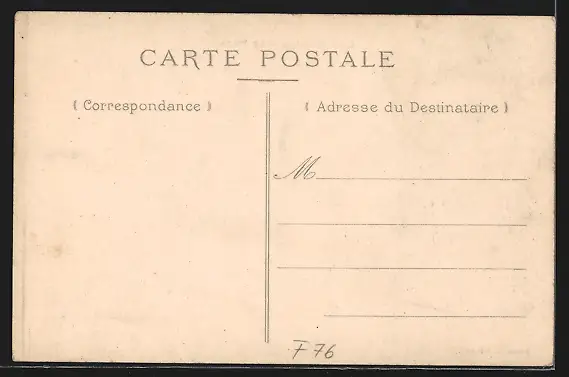 CARTE POSTALE
( Correspondance )
( Adresse du Destinataire )
M
F 76